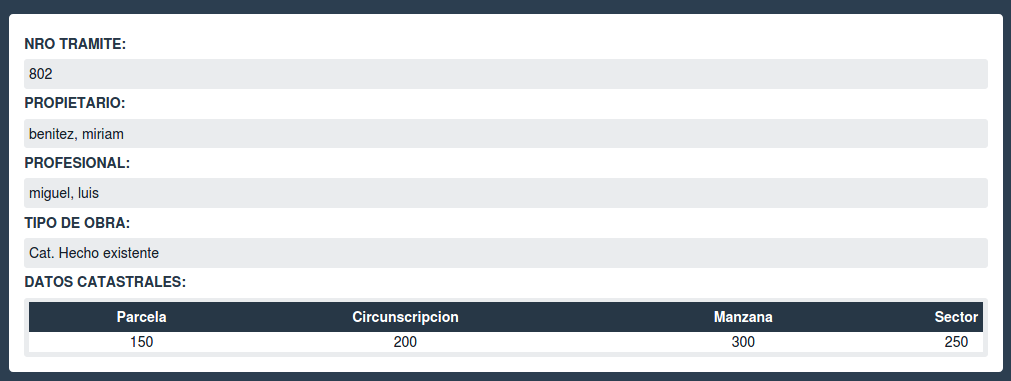 NRO TRAMITE:
802
PROPIETARIO:
benitez, miriam
PROFESIONAL:
miguel, luis
TIPO DE OBRA:
Cat. Hecho existente
DATOS CATASTRALES:
Parcela Circunscripcion Manzana Sector
150 200 300 250